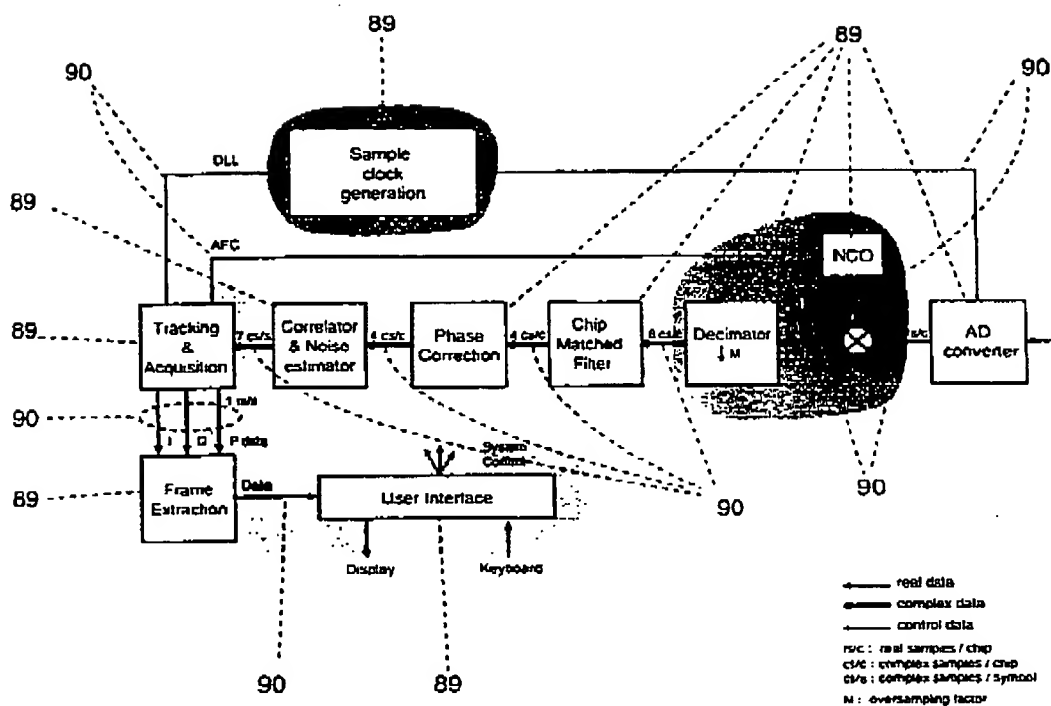 89
89
90
90
Sample
clock
generation
DLL
89
AFC
NCO
Tracking
&
Acquisition
Correlator
& Noise
estimator
4 cs/c
Phase
Correction
4 cs/c
Chip
Matched
Filter
Decimator
↓ M
AD
converter
89
90
I
Q
P data
System
Control
89
Frame
Extraction
Data
User Interface
90
90
Display
Keyboard
real data
complex data
control data
90
89
rs/c : real samples / chip
cs/c : complex samples / chip
cs/s : complex samples / symbol
M : oversampling factor